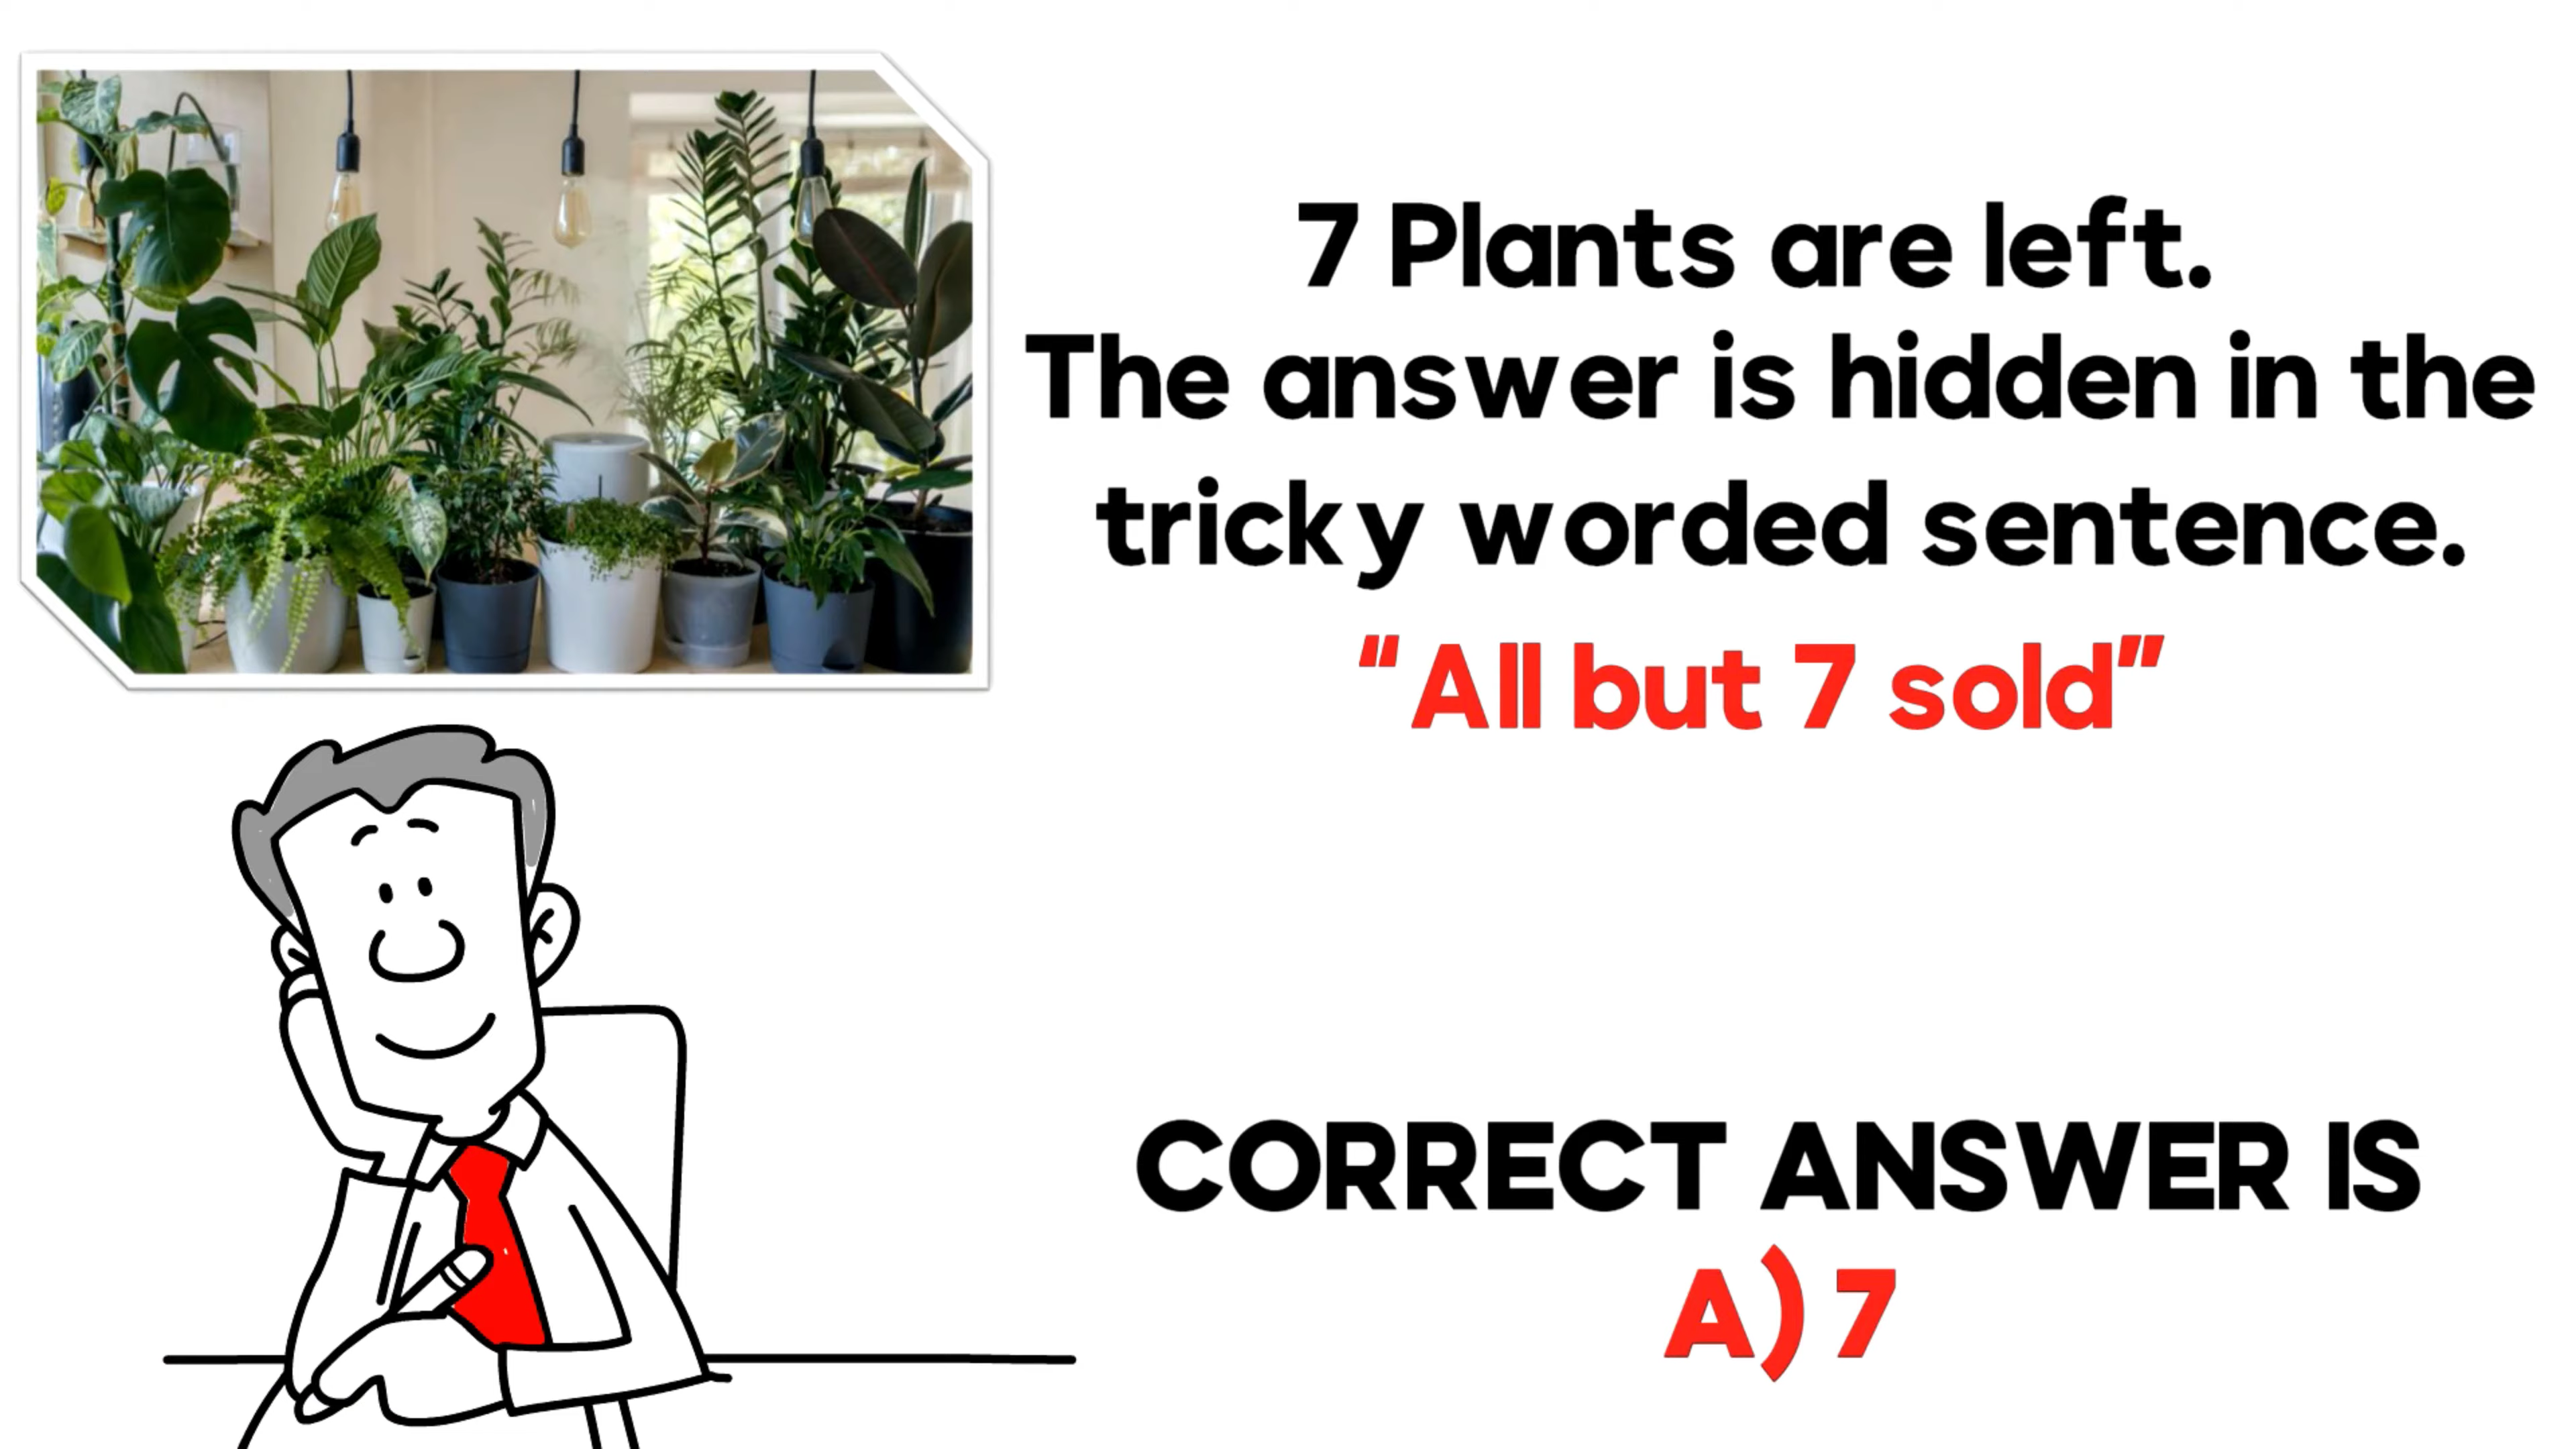 7 Plants are left.
The answer is hidden in the
tricky worded sentence.
"All but 7 sold"
CORRECT ANSWER IS
A) 7